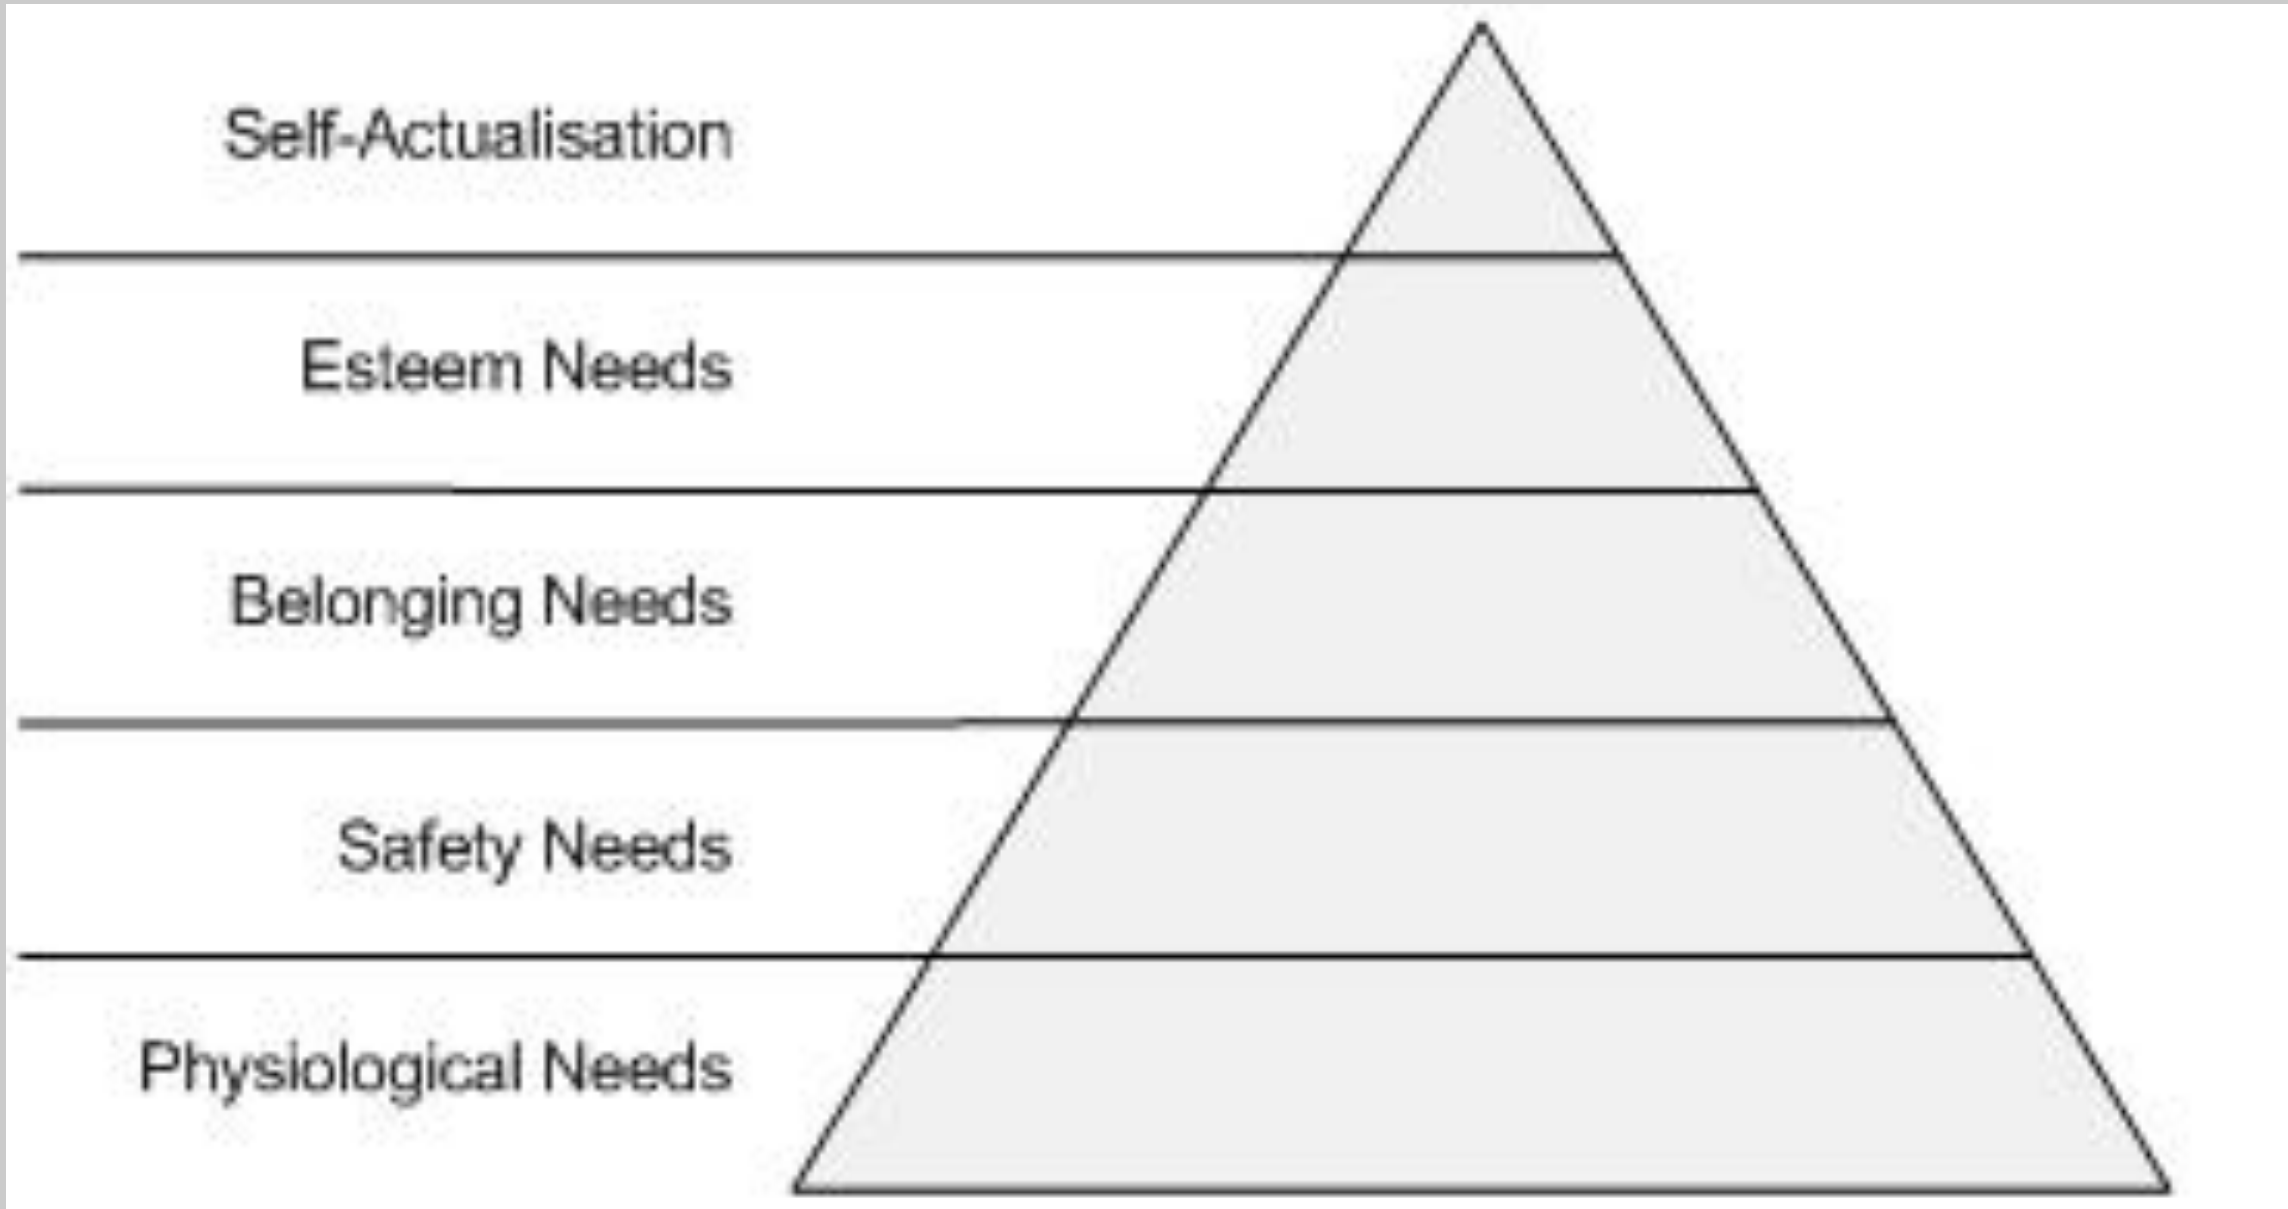 Self-Actualisation
Esteem Needs
Belonging Needs
Safety Needs
Physiological Needs